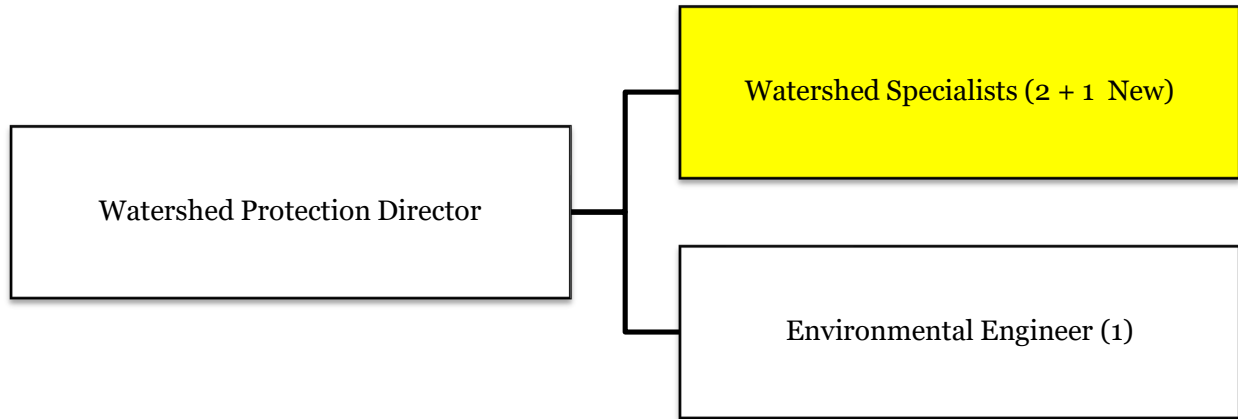 Watershed Specialists (2 + 1 New)
Watershed Protection Director
Environmental Engineer (1)